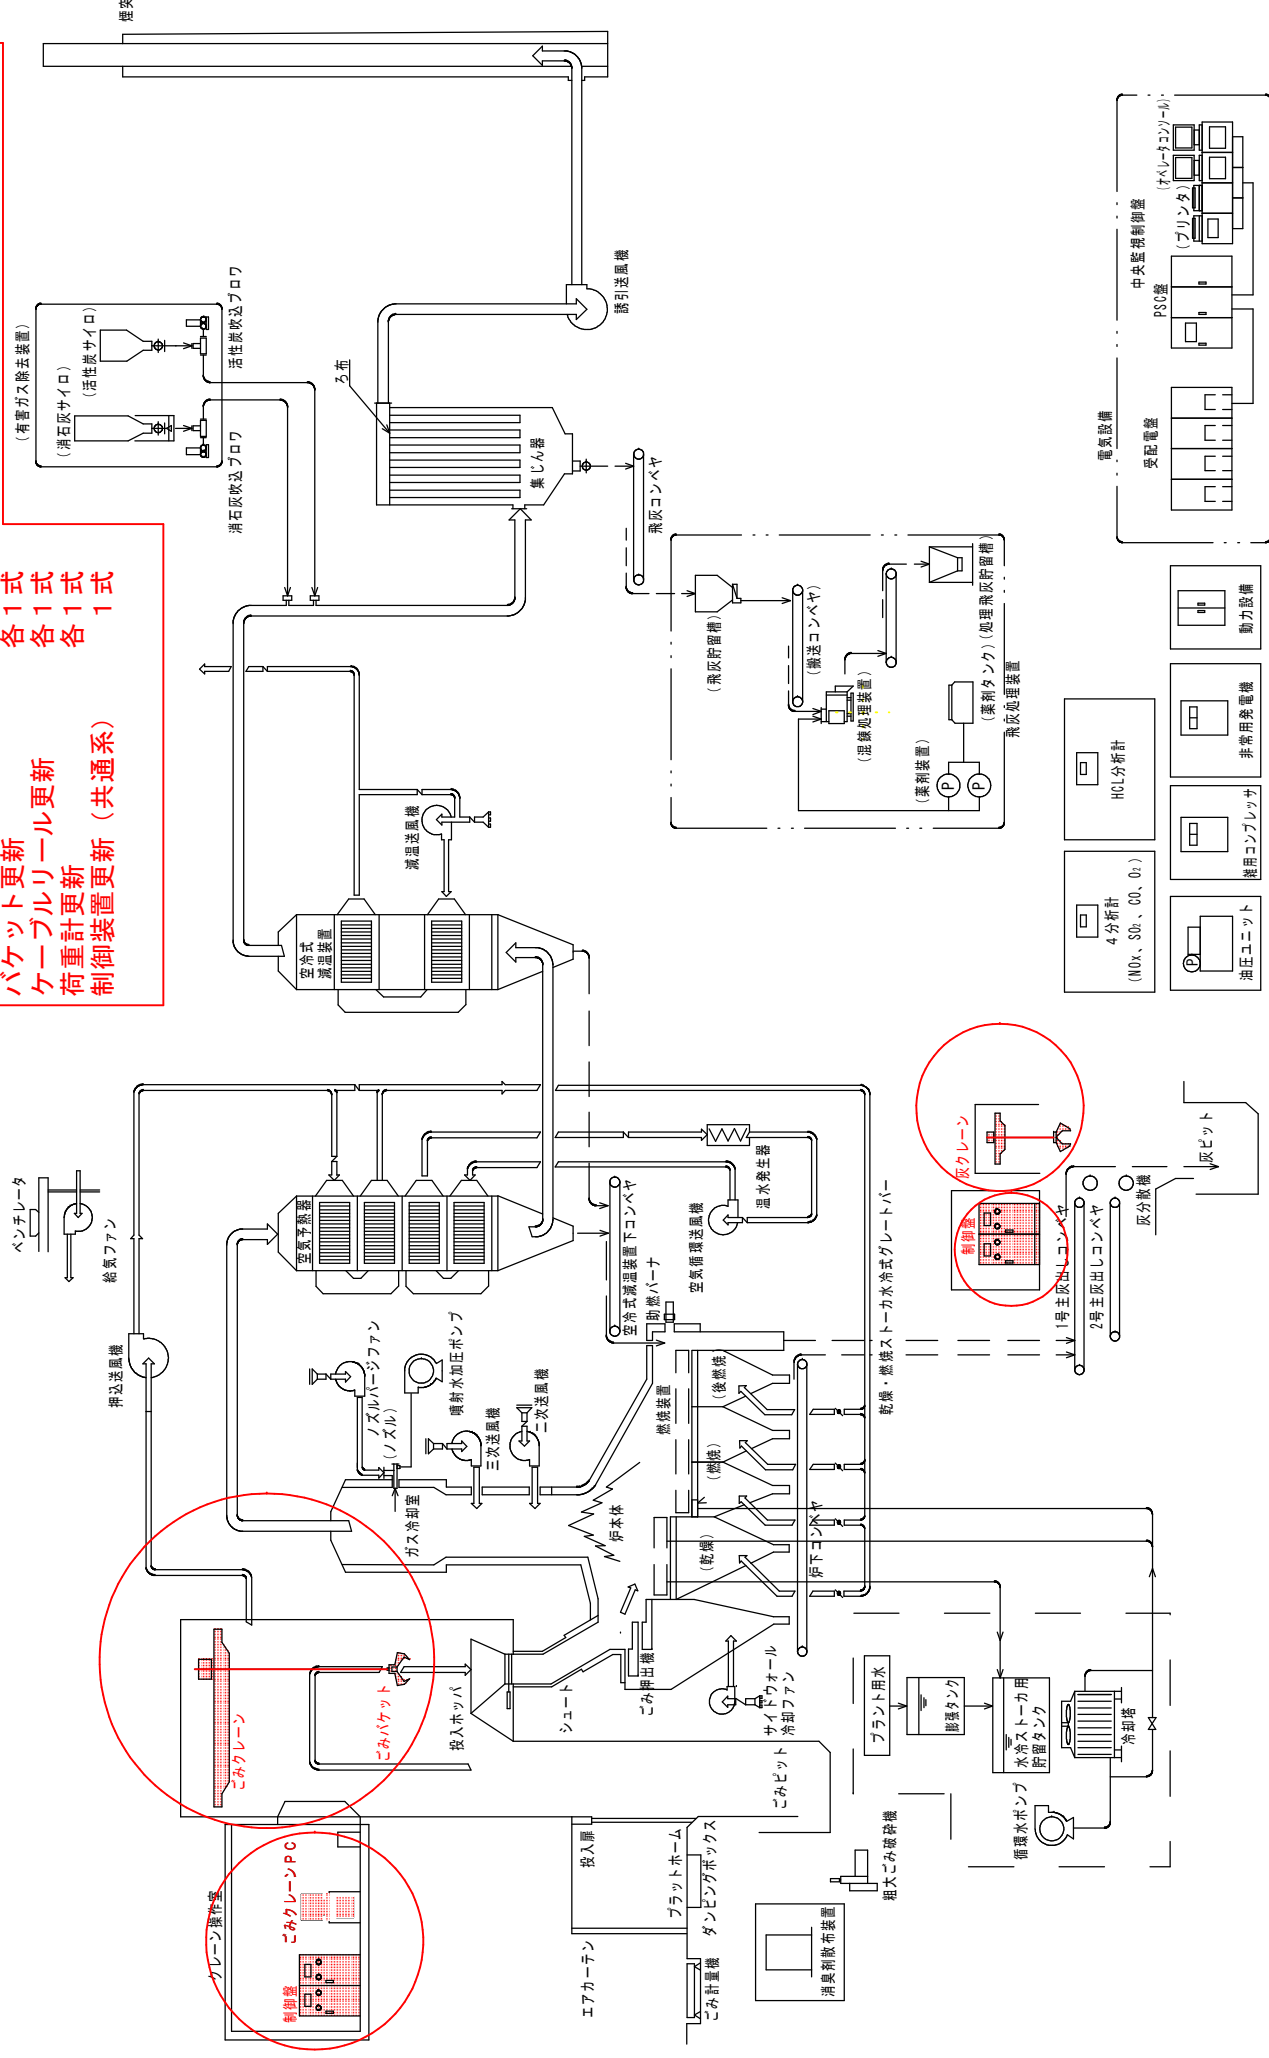 バケット更新 各1式
ケーブルリール更新 各1式
荷重計更新 各1式
制御装置更新（共通系） 1式
ベンチレータ
給気ファン
押込送風機
(有害ガス除去装置)
(消石灰サイロ)
(活性炭サイロ)
消石灰吹込ブロワ
活性炭吹込ブロワ
クレーン操作室
制御盤
ごみクレーンPC
ごみクレーン
ごみバケット
投入ホッパ
シュート
ごみ押出機
ガス冷却室
(ノズル)
ノズルパージファン
噴射水加圧ポンプ
三次送風機
二次送風機
炉本体
空気予熱器
空冷式
減温装置
減温送風機
ろ布
集じん器
誘引送風機
飛灰コンベヤ
空冷式減温装置下コンベヤ
助燃バーナ
空気循環送風機
温水発生器
燃焼装置
(乾燥)
(燃焼)
(後燃焼)
炉下コンベヤ
乾燥・燃焼ストーカ水冷式グレートバー
エアカーテン
投入扉
プラットホーム
ダンピングボックス
ごみ計量機
ごみピット
サイドウォール
冷却ファン
消臭剤散布装置
粗大ごみ破砕機
プラント用水
膨張タンク
水冷ストーカ用
貯留タンク
冷却塔
循環水ポンプ
灰クレーン
制御盤
1号主灰出しコンベヤ
2号主灰出しコンベヤ
灰分散機
灰ピット
(飛灰貯留槽)
(搬送コンベヤ)
(混錬処理装置)
(薬剤装置)
P
P
(薬剤タンク)
(処理飛灰貯留槽)
飛灰処理装置
4分析計
(NOx、SO₂、CO、O₂)
HCL分析計
P
油圧ユニット
雑用コンプレッサ
非常用発電機
動力設備
電気設備
受配電盤
PSC盤
中央監視制御盤
(プリンタ)
(オペレータコンソール)